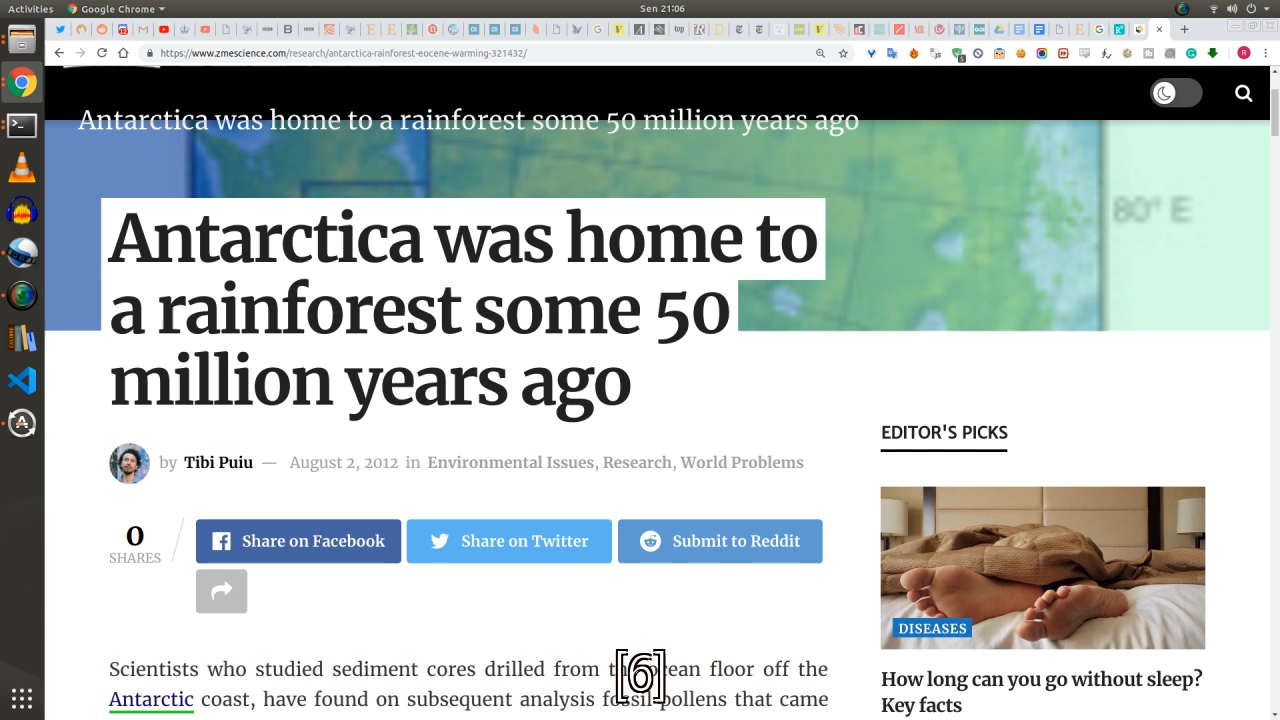 Activities
Google Chrome
Sen 21:06
https://www.zmescience.com/research/antarctica-rainforest-eocene-warming-321432/
Antarctica was home to a rainforest some 50 million years ago
80° E
Antarctica was home to
a rainforest some 50
million years ago
by Tibi Puiu — August 2, 2012 in Environmental Issues, Research, World Problems
EDITOR'S PICKS
0
SHARES
Share on Facebook
Share on Twitter
Submit to Reddit
DISEASES
Scientists who studied sediment cores drilled from the ocean floor off the
Antarctic coast, have found on subsequent analysis fossil pollens that came
[6]
How long can you go without sleep?
Key facts